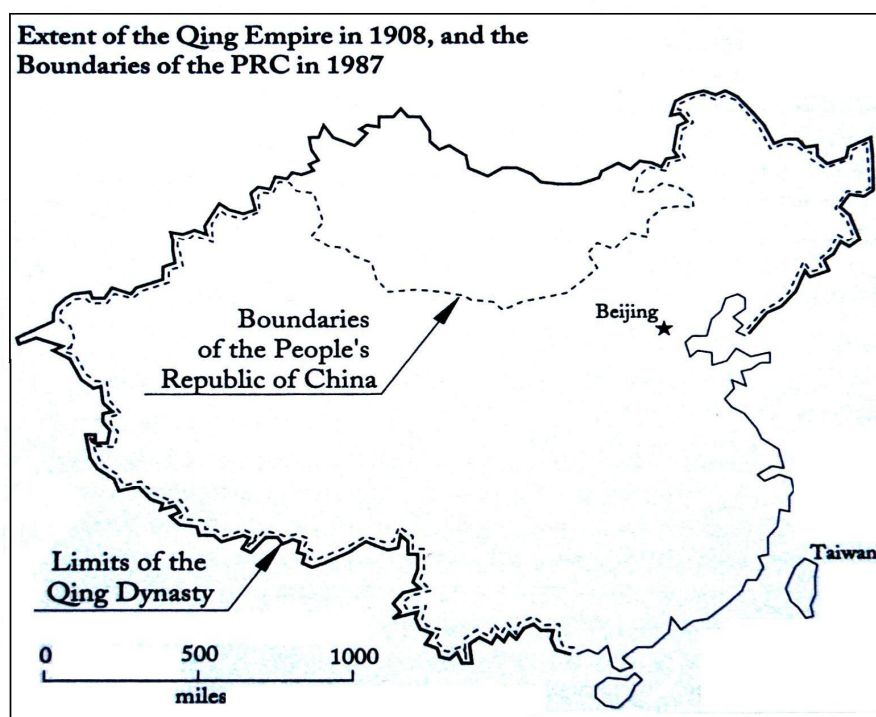 Extent of the Qing Empire in 1908, and the
Boundaries of the PRC in 1987
Beijing
Boundaries
of the People's
Republic of China
Taiwan
Limits of the
Qing Dynasty
0 500 1000
miles